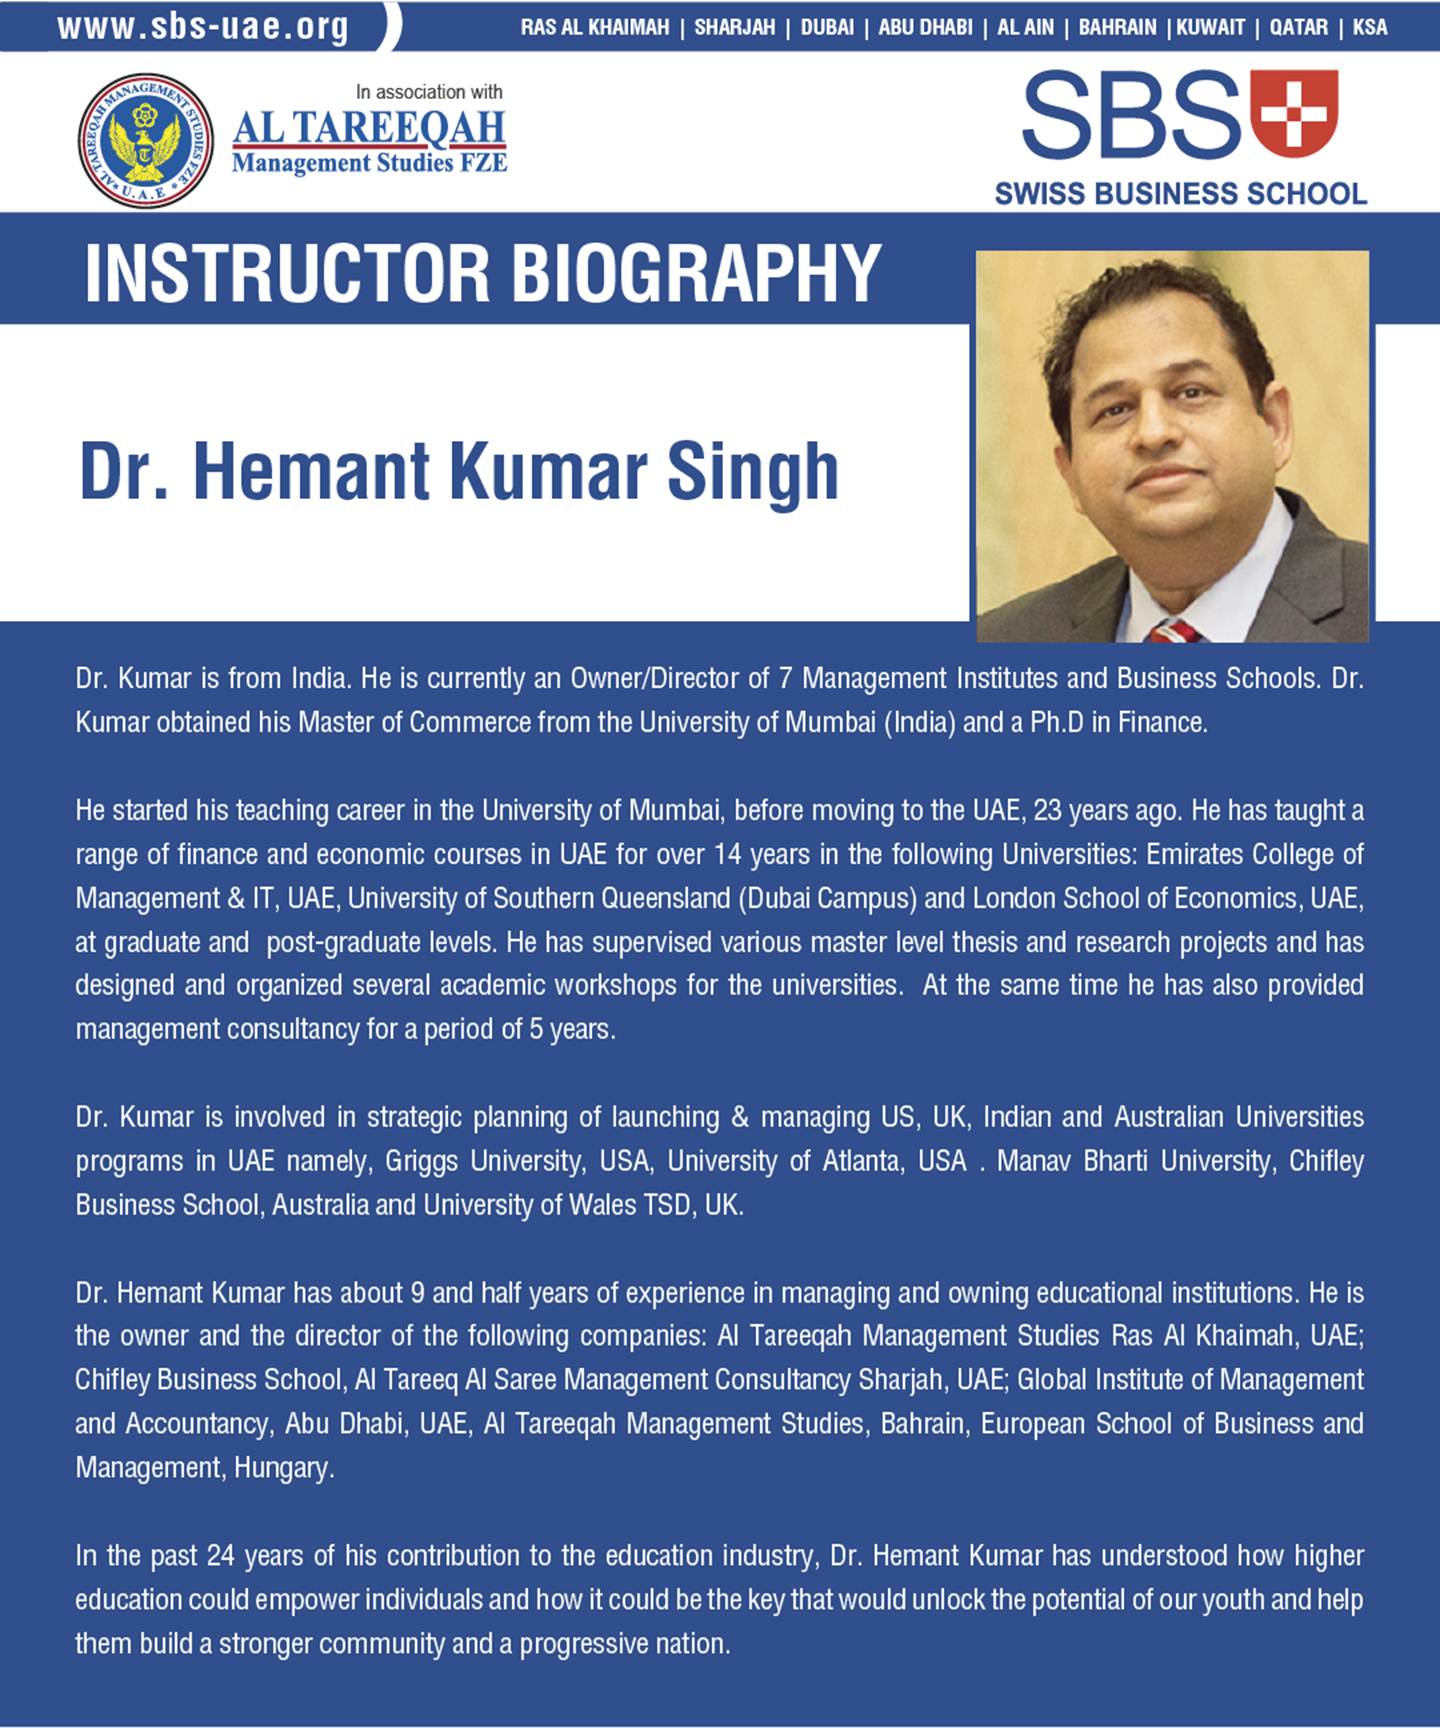 www.sbs-uae.org
RAS AL KHAIMAH | SHARJAH | DUBAI | ABU DHABI | AL AIN | BAHRAIN | KUWAIT | QATAR | KSA
AL TAREEQAH MANAGEMENT STUDIES FZE
* U.A.E *
T
In association with
AL TAREEQAH
Management Studies FZE
SBS
SWISS BUSINESS SCHOOL
INSTRUCTOR BIOGRAPHY
Dr. Hemant Kumar Singh
Dr. Kumar is from India. He is currently an Owner/Director of 7 Management Institutes and Business Schools. Dr.
Kumar obtained his Master of Commerce from the University of Mumbai (India) and a Ph.D in Finance.
He started his teaching career in the University of Mumbai, before moving to the UAE, 23 years ago. He has taught a
range of finance and economic courses in UAE for over 14 years in the following Universities: Emirates College of
Management & IT, UAE, University of Southern Queensland (Dubai Campus) and London School of Economics, UAE,
at graduate and  post-graduate levels. He has supervised various master level thesis and research projects and has
designed and organized several academic workshops for the universities.  At the same time he has also provided
management consultancy for a period of 5 years.
Dr. Kumar is involved in strategic planning of launching & managing US, UK, Indian and Australian Universities
programs in UAE namely, Griggs University, USA, University of Atlanta, USA . Manav Bharti University, Chifley
Business School, Australia and University of Wales TSD, UK.
Dr. Hemant Kumar has about 9 and half years of experience in managing and owning educational institutions. He is
the owner and the director of the following companies: Al Tareeqah Management Studies Ras Al Khaimah, UAE;
Chifley Business School, Al Tareeq Al Saree Management Consultancy Sharjah, UAE; Global Institute of Management
and Accountancy, Abu Dhabi, UAE, Al Tareeqah Management Studies, Bahrain, European School of Business and
Management, Hungary.
In the past 24 years of his contribution to the education industry, Dr. Hemant Kumar has understood how higher
education could empower individuals and how it could be the key that would unlock the potential of our youth and help
them build a stronger community and a progressive nation.